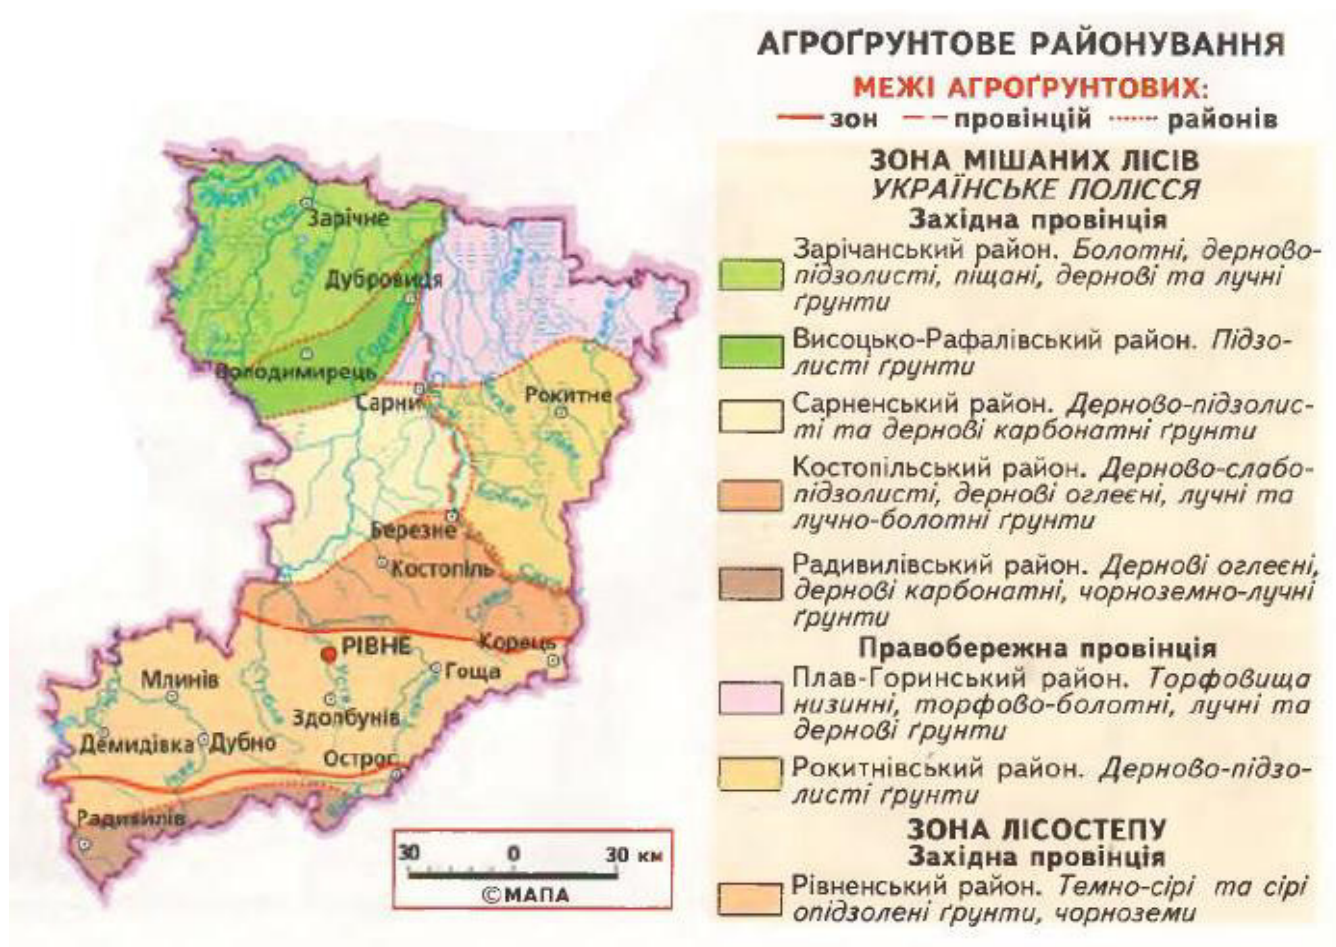 АГРОҐРУНТОВЕ РАЙОНУВАННЯ
МЕЖІ АГРОҐРУНТОВИХ:
зон провінцій районів
ЗОНА МІШАНИХ ЛІСІВ
УКРАЇНСЬКЕ ПОЛІССЯ
Західна провінція
Зарічанський район. Болотні, дерново-
підзолисті, піщані, дернові та лучні
ґрунти
Висоцько-Рафалівський район. Підзо-
листі ґрунти
Сарненський район. Дерново-підзолис-
ті та дернові карбонатні ґрунти
Костопільський район. Дерново-слабо-
підзолисті, дернові оглеєні, лучні та
лучно-болотні ґрунти
Радивилівський район. Дернові оглеєні,
дернові карбонатні, чорноземно-лучні
ґрунти
Правобережна провінція
Плав-Горинський район. Торфовища
низинні, торфово-болотні, лучні та
дернові ґрунти
Рокитнівський район. Дерново-підзо-
листі ґрунти
ЗОНА ЛІСОСТЕПУ
Західна провінція
Рівненський район. Темно-сірі та сірі
опідзолені ґрунти, чорноземи
Зарічне
Дубровиця
Володимирець
Сарни
Рокитне
Березне
Костопіль
РІВНЕ
Корець
Гоща
Млинів
Здолбунів
Демидівка
Дубно
Острог
Радивилів
30 0 30 км
©МАПА